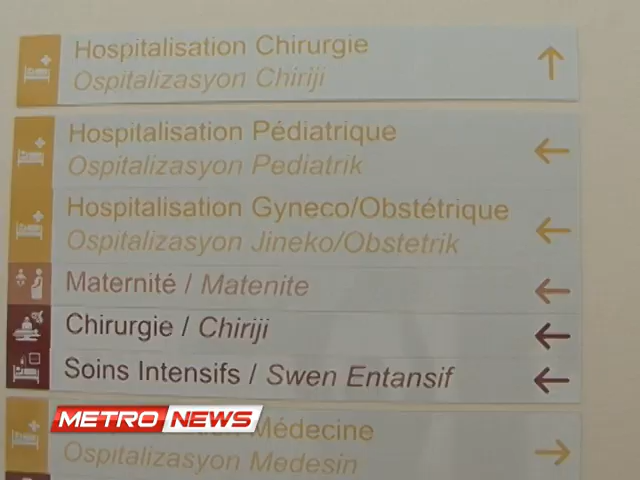 Hospitalisation Chirurgie
Ospitalizasyon Chiriji
Hospitalisation Pédiatrique
Ospitalizasyon Pediatrik
Hospitalisation Gyneco/Obstétrique
Ospitalizasyon Jineko/Obstetrik
Maternité / Matenite
Chirurgie / Chiriji
Soins Intensifs / Swen Entansif
METRO NEWS
Médecine
Ospitalizasyon Medesin